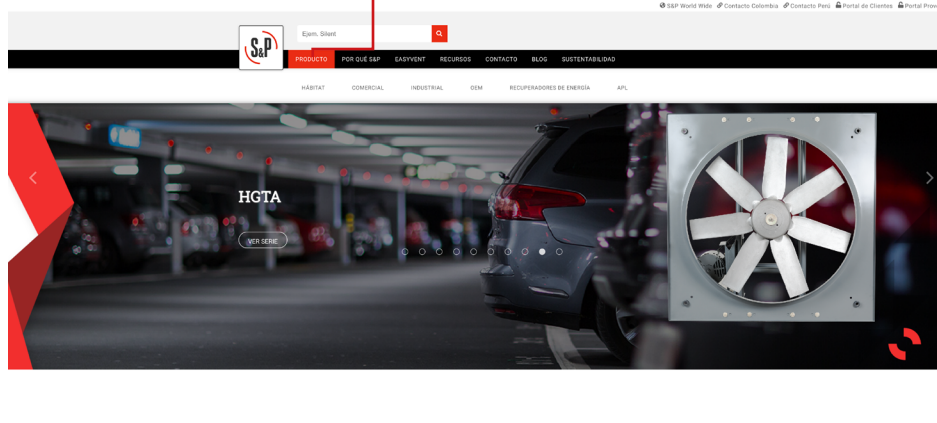 S&P World Wide Contacto Colombia Contacto Perú Portal de Clientes Portal Prov
Ejem. Silent
S&P
PRODUCTO POR QUÉ S&P EASYVENT RECURSOS CONTACTO BLOG SUSTENTABILIDAD
HÁBITAT COMERCIAL INDUSTRIAL OEM RECUPERADORES DE ENERGÍA APL
HGTA
VER SERIE